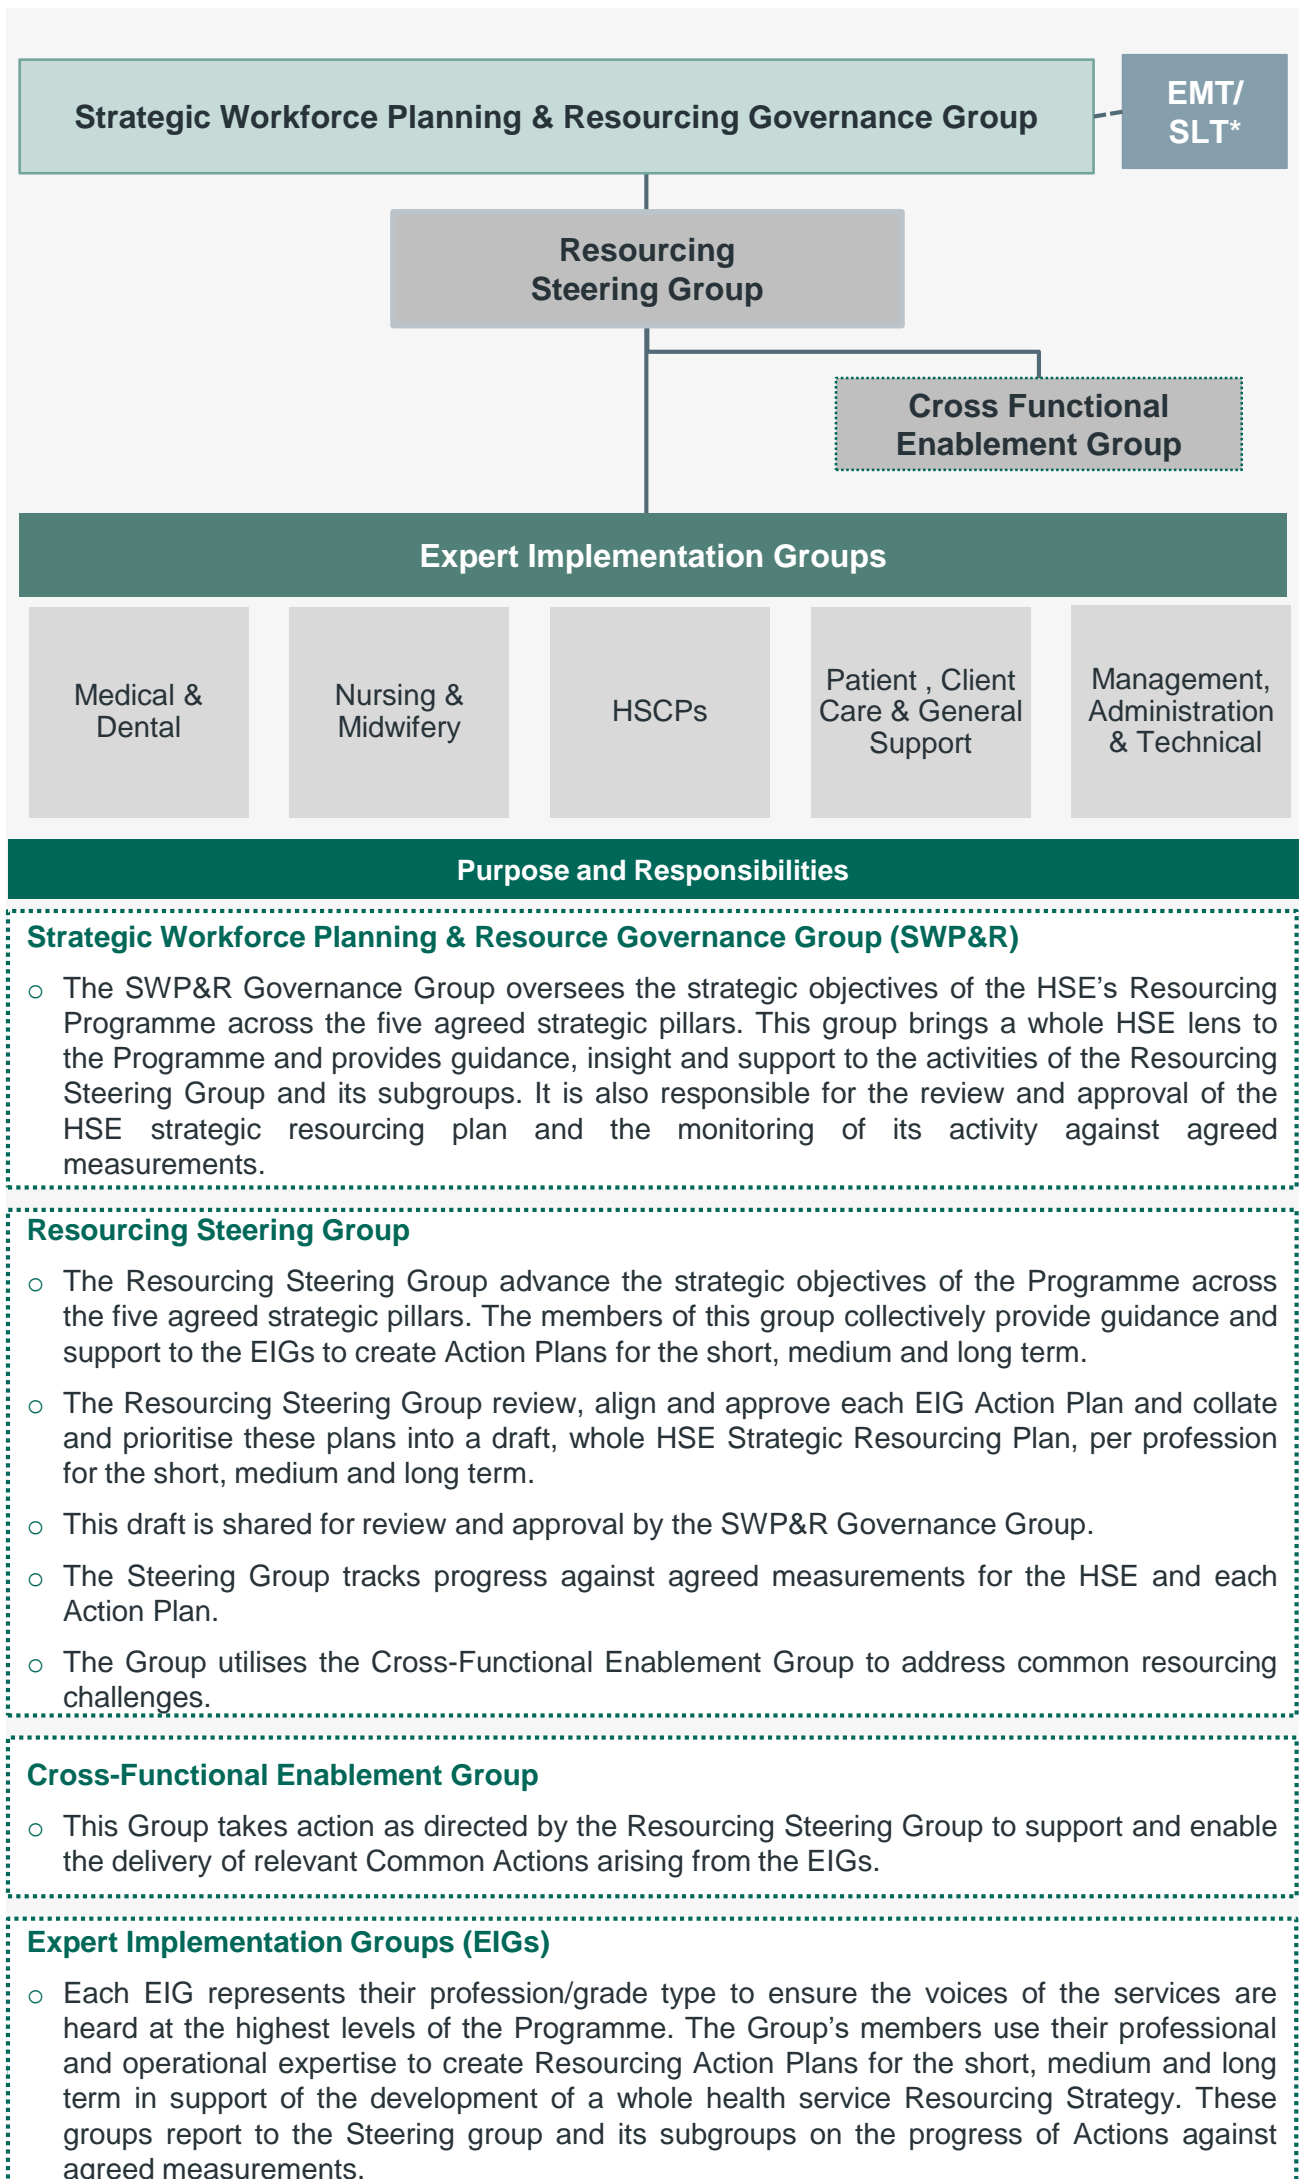 Strategic Workforce Planning & Resourcing Governance Group
EMT/
SLT*
Resourcing
Steering Group
Cross Functional
Enablement Group
Expert Implementation Groups
Medical &
Dental
Nursing &
Midwifery
HSCPs
Patient , Client
Care & General
Support
Management,
Administration
& Technical
Purpose and Responsibilities
Strategic Workforce Planning & Resource Governance Group (SWP&R)
o The SWP&R Governance Group oversees the strategic objectives of the HSE's Resourcing
Programme across the five agreed strategic pillars. This group brings a whole HSE lens to
the Programme and provides guidance, insight and support to the activities of the Resourcing
Steering Group and its subgroups. It is also responsible for the review and approval of the
HSE strategic resourcing plan and the monitoring of its activity against agreed
measurements.
Resourcing Steering Group
o The Resourcing Steering Group advance the strategic objectives of the Programme across
the five agreed strategic pillars. The members of this group collectively provide guidance and
support to the EIGs to create Action Plans for the short, medium and long term.
o The Resourcing Steering Group review, align and approve each EIG Action Plan and collate
and prioritise these plans into a draft, whole HSE Strategic Resourcing Plan, per profession
for the short, medium and long term.
o This draft is shared for review and approval by the SWP&R Governance Group.
o The Steering Group tracks progress against agreed measurements for the HSE and each
Action Plan.
o The Group utilises the Cross-Functional Enablement Group to address common resourcing
challenges.
Cross-Functional Enablement Group
o This Group takes action as directed by the Resourcing Steering Group to support and enable
the delivery of relevant Common Actions arising from the EIGs.
Expert Implementation Groups (EIGs)
o Each EIG represents their profession/grade type to ensure the voices of the services are
heard at the highest levels of the Programme. The Group's members use their professional
and operational expertise to create Resourcing Action Plans for the short, medium and long
term in support of the development of a whole health service Resourcing Strategy. These
groups report to the Steering group and its subgroups on the progress of Actions against
agreed measurements.